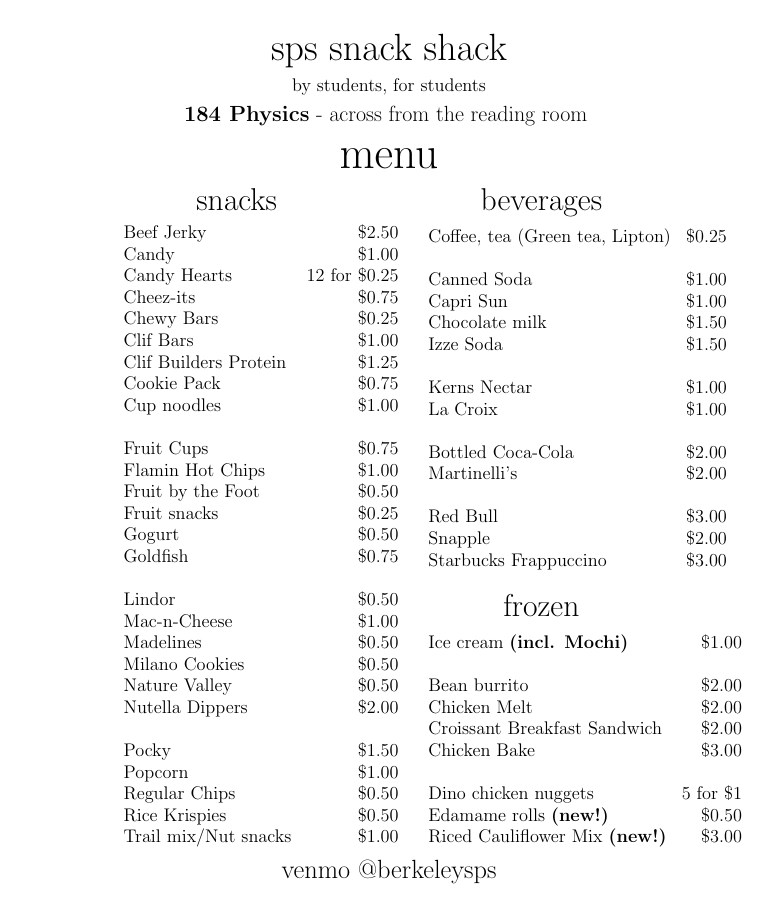 sps snack shack
by students, for students
184 Physics - across from the reading room
menu
snacks
Beef Jerky $2.50
Candy $1.00
Candy Hearts 12 for $0.25
Cheez-its $0.75
Chewy Bars $0.25
Clif Bars $1.00
Clif Builders Protein $1.25
Cookie Pack $0.75
Cup noodles $1.00
Fruit Cups $0.75
Flamin Hot Chips $1.00
Fruit by the Foot $0.50
Fruit snacks $0.25
Gogurt $0.50
Goldfish $0.75
Lindor $0.50
Mac-n-Cheese $1.00
Madelines $0.50
Milano Cookies $0.50
Nature Valley $0.50
Nutella Dippers $2.00
Pocky $1.50
Popcorn $1.00
Regular Chips $0.50
Rice Krispies $0.50
Trail mix/Nut snacks $1.00
beverages
Coffee, tea (Green tea, Lipton) $0.25
Canned Soda $1.00
Capri Sun $1.00
Chocolate milk $1.50
Izze Soda $1.50
Kerns Nectar $1.00
La Croix $1.00
Bottled Coca-Cola $2.00
Martinelli's $2.00
Red Bull $3.00
Snapple $2.00
Starbucks Frappuccino $3.00
frozen
Ice cream (incl. Mochi) $1.00
Bean burrito $2.00
Chicken Melt $2.00
Croissant Breakfast Sandwich $2.00
Chicken Bake $3.00
Dino chicken nuggets 5 for $1
Edamame rolls (new!) $0.50
Riced Cauliflower Mix (new!) $3.00
venmo @berkeleysps